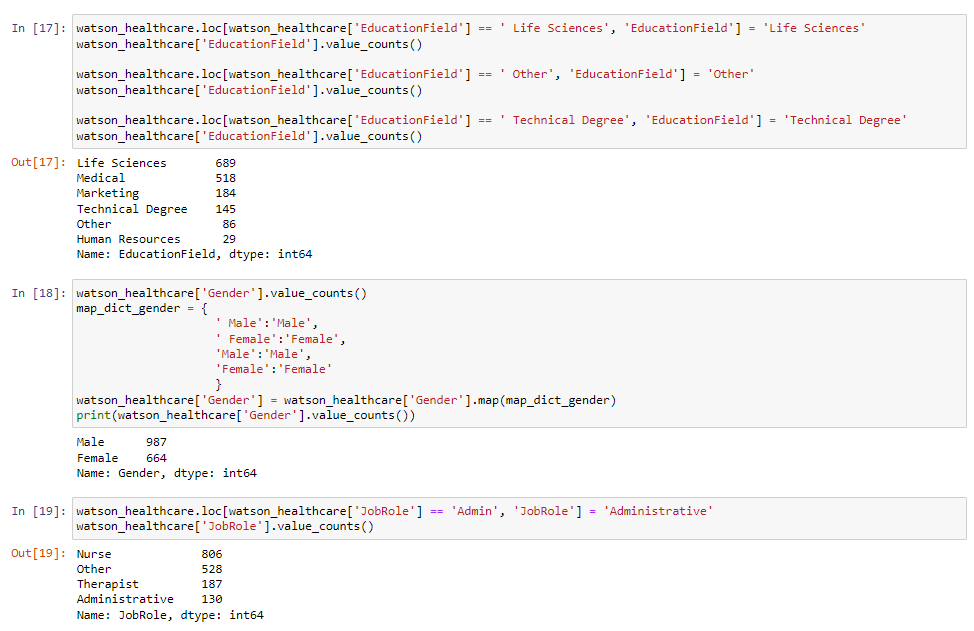 In [17]: watson_healthcare.loc[watson_healthcare['EducationField'] == ' Life Sciences', 'EducationField'] = 'Life Sciences'
watson_healthcare['EducationField'].value_counts()
watson_healthcare.loc[watson_healthcare['EducationField'] == ' Other', 'EducationField'] = 'Other'
watson_healthcare['EducationField'].value_counts()
watson_healthcare.loc[watson_healthcare['EducationField'] == ' Technical Degree', 'EducationField'] = 'Technical Degree'
watson_healthcare['EducationField'].value_counts()
Out[17]: Life Sciences 689
Medical 518
Marketing 184
Technical Degree 145
Other 86
Human Resources 29
Name: EducationField, dtype: int64
In [18]: watson_healthcare['Gender'].value_counts()
map_dict_gender = {
' Male':'Male',
' Female':'Female',
'Male':'Male',
'Female':'Female'
}
watson_healthcare['Gender'] = watson_healthcare['Gender'].map(map_dict_gender)
print(watson_healthcare['Gender'].value_counts())
Male 987
Female 664
Name: Gender, dtype: int64
In [19]: watson_healthcare.loc[watson_healthcare['JobRole'] == 'Admin', 'JobRole'] = 'Administrative'
watson_healthcare['JobRole'].value_counts()
Out[19]: Nurse 806
Other 528
Therapist 187
Administrative 130
Name: JobRole, dtype: int64